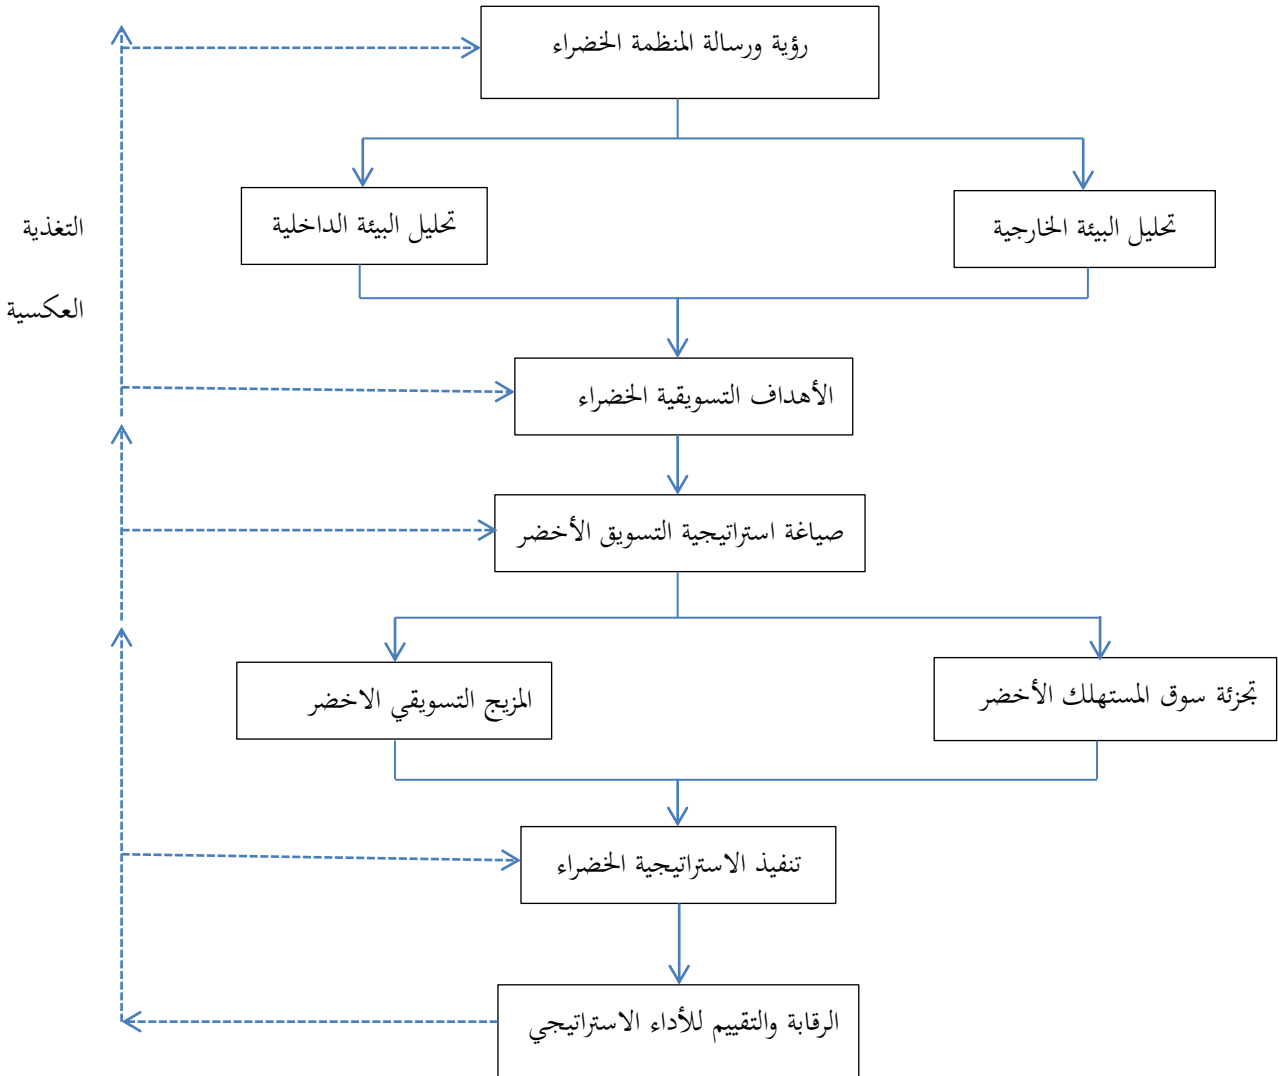 رؤية ورسالة المنظمة الخضراء
تحليل البيئة الخارجية
تحليل البيئة الداخلية
التغذية
العكسية
الأهداف التسويقية الخضراء
صياغة استراتيجية التسويق الأخضر
تجزئة سوق المستهلك الأخضر
المزيج التسويقي الاخضر
تنفيذ الاستراتيجية الخضراء
الرقابة والتقييم للأداء الاستراتيجي